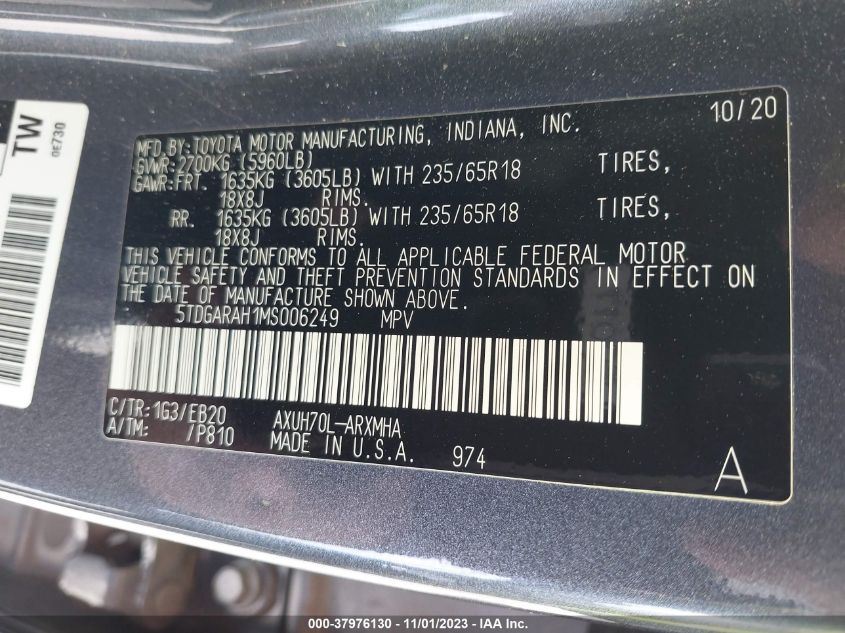 TW
0E730
10/20
MFD.BY:TOYOTA MOTOR MANUFACTURING, INDIANA, INC.
GVWR:2700KG (5960LB)
GAWR:FRT. 1635KG (3605LB) WITH 235/65R18 TIRES,
18X8J RIMS.
RR. 1635KG (3605LB) WITH 235/65R18 TIRES,
18X8J RIMS.
THIS VEHICLE CONFORMS TO ALL APPLICABLE FEDERAL MOTOR
VEHICLE SAFETY AND THEFT PREVENTION STANDARDS IN EFFECT ON
THE DATE OF MANUFACTURE SHOWN ABOVE.
5TDGARAH1MS006249 MPV
C/TR:1G3/EB20 AXUH70L-ARXMHA
A/TM: /P810 MADE IN U.S.A. 974
A
000-37976130 - 11/01/2023 - IAA Inc.